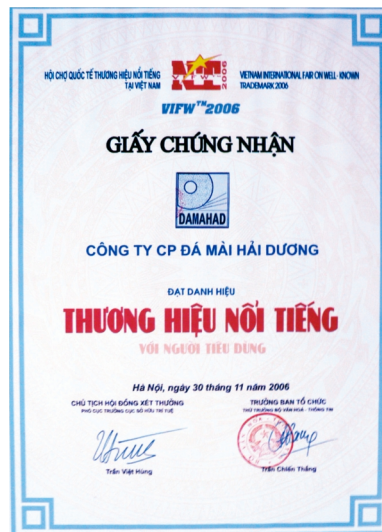 HỘI CHỢ QUỐC TẾ THƯƠNG HIỆU NỔI TIẾNG
TẠI VIỆT NAM
VIETNAM INTERNATIONAL FAIR ON WELL - KNOWN
TRADEMARK 2006
2006
VIFW™2006
GIẤY CHỨNG NHẬN
DAMAHAD
CÔNG TY CP ĐÁ MÀI HẢI DƯƠNG
ĐẠT DANH HIỆU
THƯƠNG HIỆU NỔI TIẾNG
VỚI NGƯỜI TIÊU DÙNG
Hà Nội, ngày 30 tháng 11 năm 2006
CHỦ TỊCH HỘI ĐỒNG XÉT THƯỞNG
PHÓ CỤC TRƯỞNG CỤC SỞ HỮU TRÍ TUỆ
Trần Việt Hùng
TRƯỞNG BAN TỔ CHỨC
THỨ TRƯỞNG BỘ VĂN HOÁ - THÔNG TIN
Trần Chiến Thắng